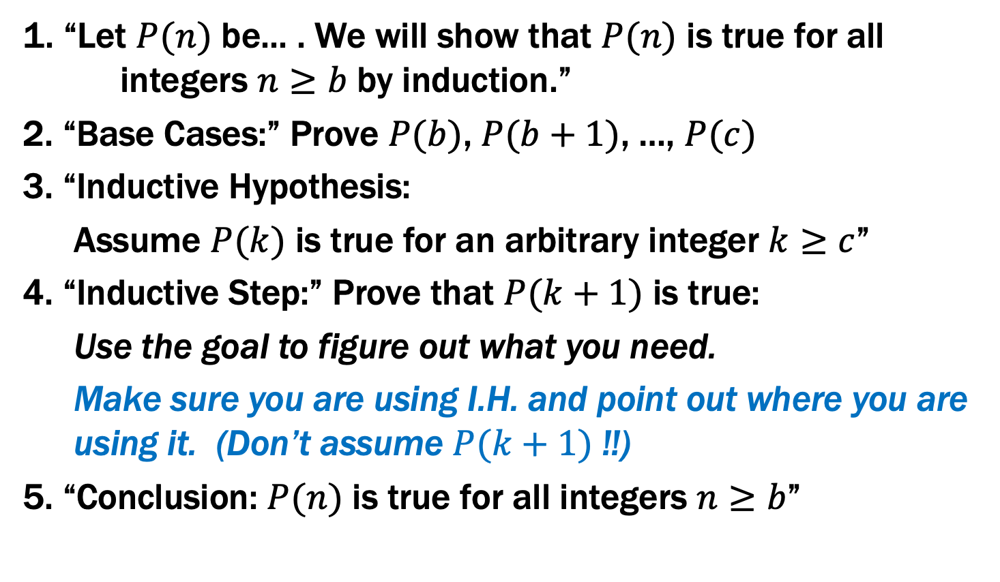 1. “Let 𝑃(𝑛) be... . We will show that 𝑃(𝑛) is true for all
integers 𝑛 ≥ 𝑏 by induction.”
2. “Base Cases:” Prove 𝑃(𝑏), 𝑃(𝑏 + 1), ..., 𝑃(𝑐)
3. “Inductive Hypothesis:
Assume 𝑃(𝑘) is true for an arbitrary integer 𝑘 ≥ 𝑐”
4. “Inductive Step:” Prove that 𝑃(𝑘 + 1) is true:
Use the goal to figure out what you need.
Make sure you are using I.H. and point out where you are
using it. (Don’t assume 𝑃(𝑘 + 1) !!)
5. “Conclusion: 𝑃(𝑛) is true for all integers 𝑛 ≥ 𝑏”